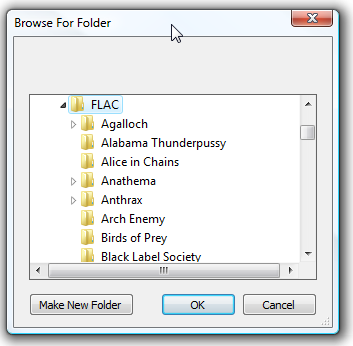 Browse For Folder
FLAC
Agalloch
Alabama Thunderpussy
Alice in Chains
Anathema
Anthrax
Arch Enemy
Birds of Prey
Black Label Society
Make New Folder OK Cancel